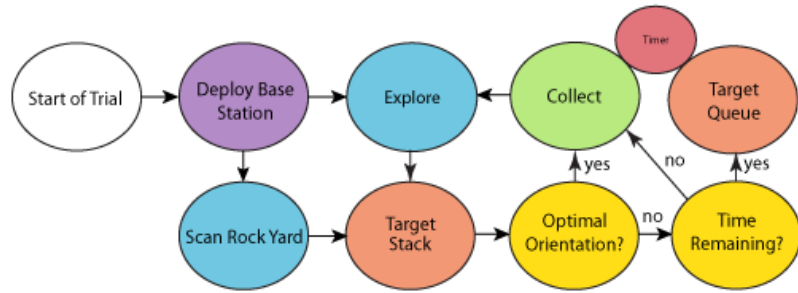 Start of Trial
Deploy Base
Station
Explore
Collect
Timer
Target
Queue
yes
no
yes
Scan Rock Yard
Target
Stack
Optimal
Orientation?
no
Time
Remaining?